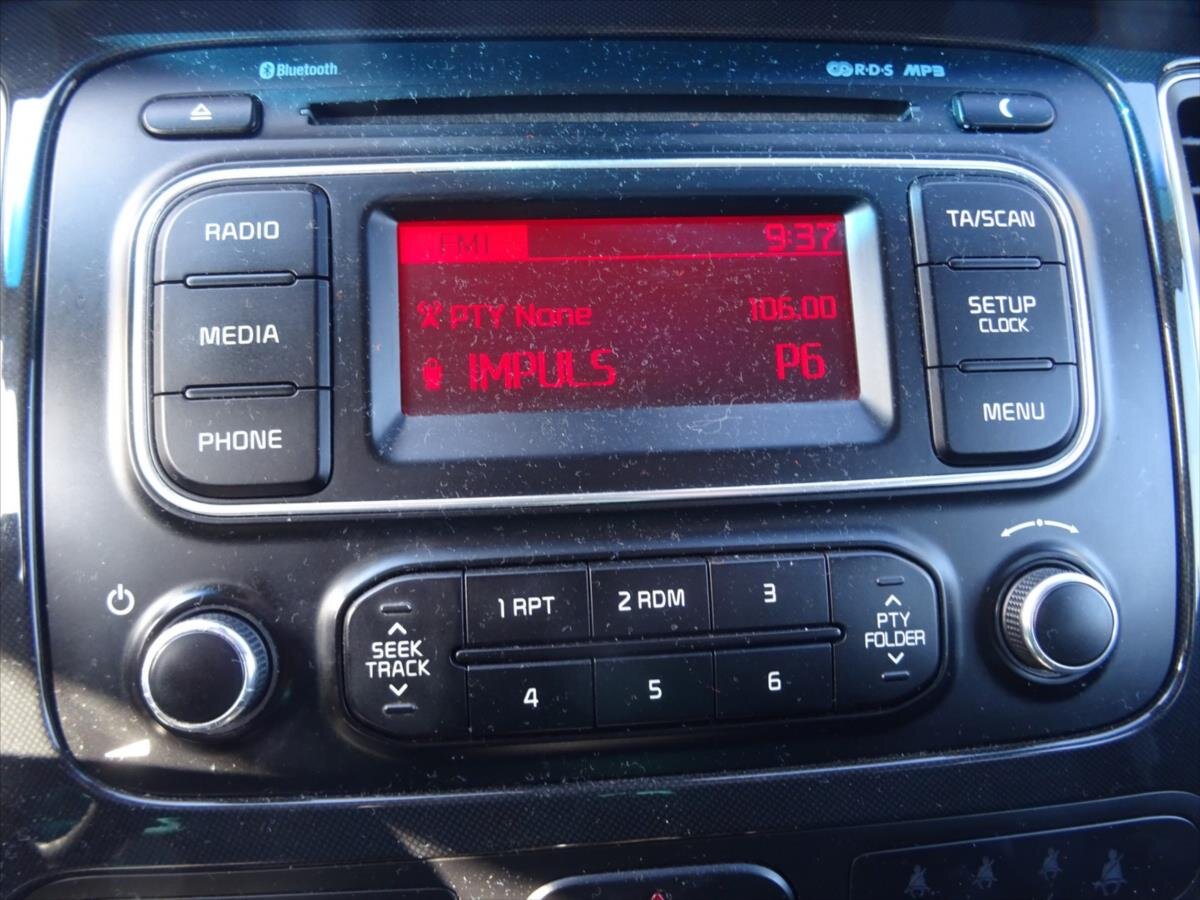 Bluetooth
R·D·S MP3
RADIO
MEDIA
PHONE
FM1
9:37
PTY None
106.00
IMPULS
P6
TA/SCAN
SETUP
CLOCK
MENU
SEEK
TRACK
1 RPT
2 RDM
3
4
5
6
PTY
FOLDER